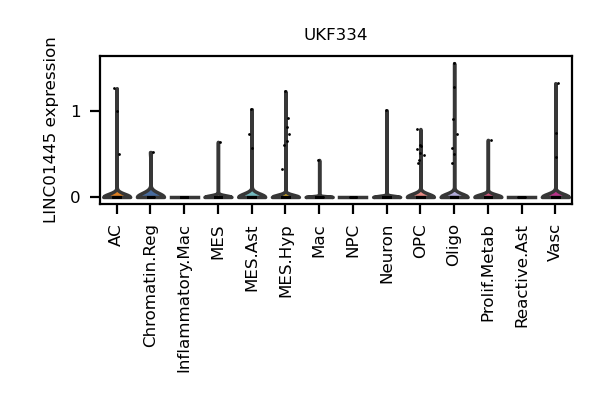 UKF334
LINC01445 expression
1
0
AC
Chromatin.Reg
Inflammatory.Mac
MES
MES.Ast
MES.Hyp
Mac
NPC
Neuron
OPC
Oligo
Prolif.Metab
Reactive.Ast
Vasc